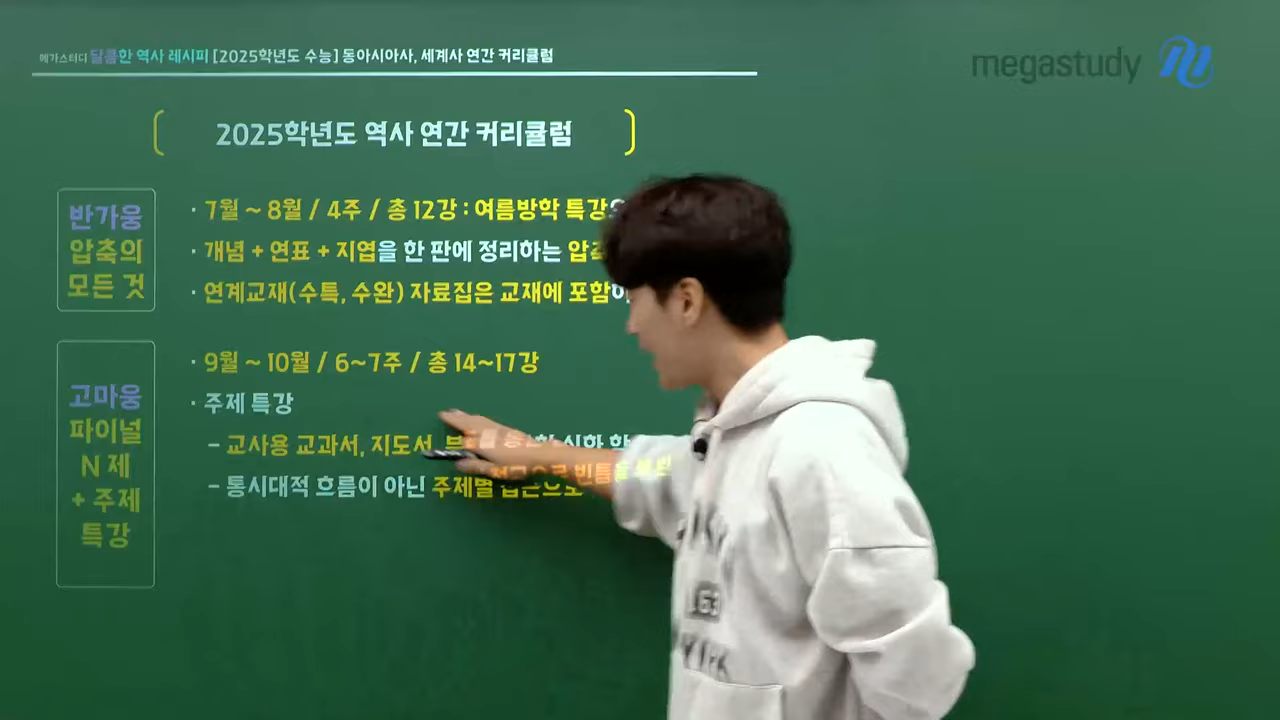 메가스터디 달콤한 역사 레시피 [2025학년도 수능] 동아시아사, 세계사 연간 커리큘럼
megastudy
2025학년도 역사 연간 커리큘럼
반가움
압축의
모든 것
· 7월 ~ 8월 / 4주 / 총 12강 : 여름방학 특강
· 개념 + 연표 + 지엽을 한 판에 정리하는
· 연계교재(수특, 수완) 자료집은 교재에
고마움
파이널
N 제
+ 주제
특강
· 9월 ~ 10월 / 6~7주 / 총 14~17강
· 주제 특강
- 교사용 교과서, 지도서,
- 통시대적 흐름이 아닌 주제별 접근으로